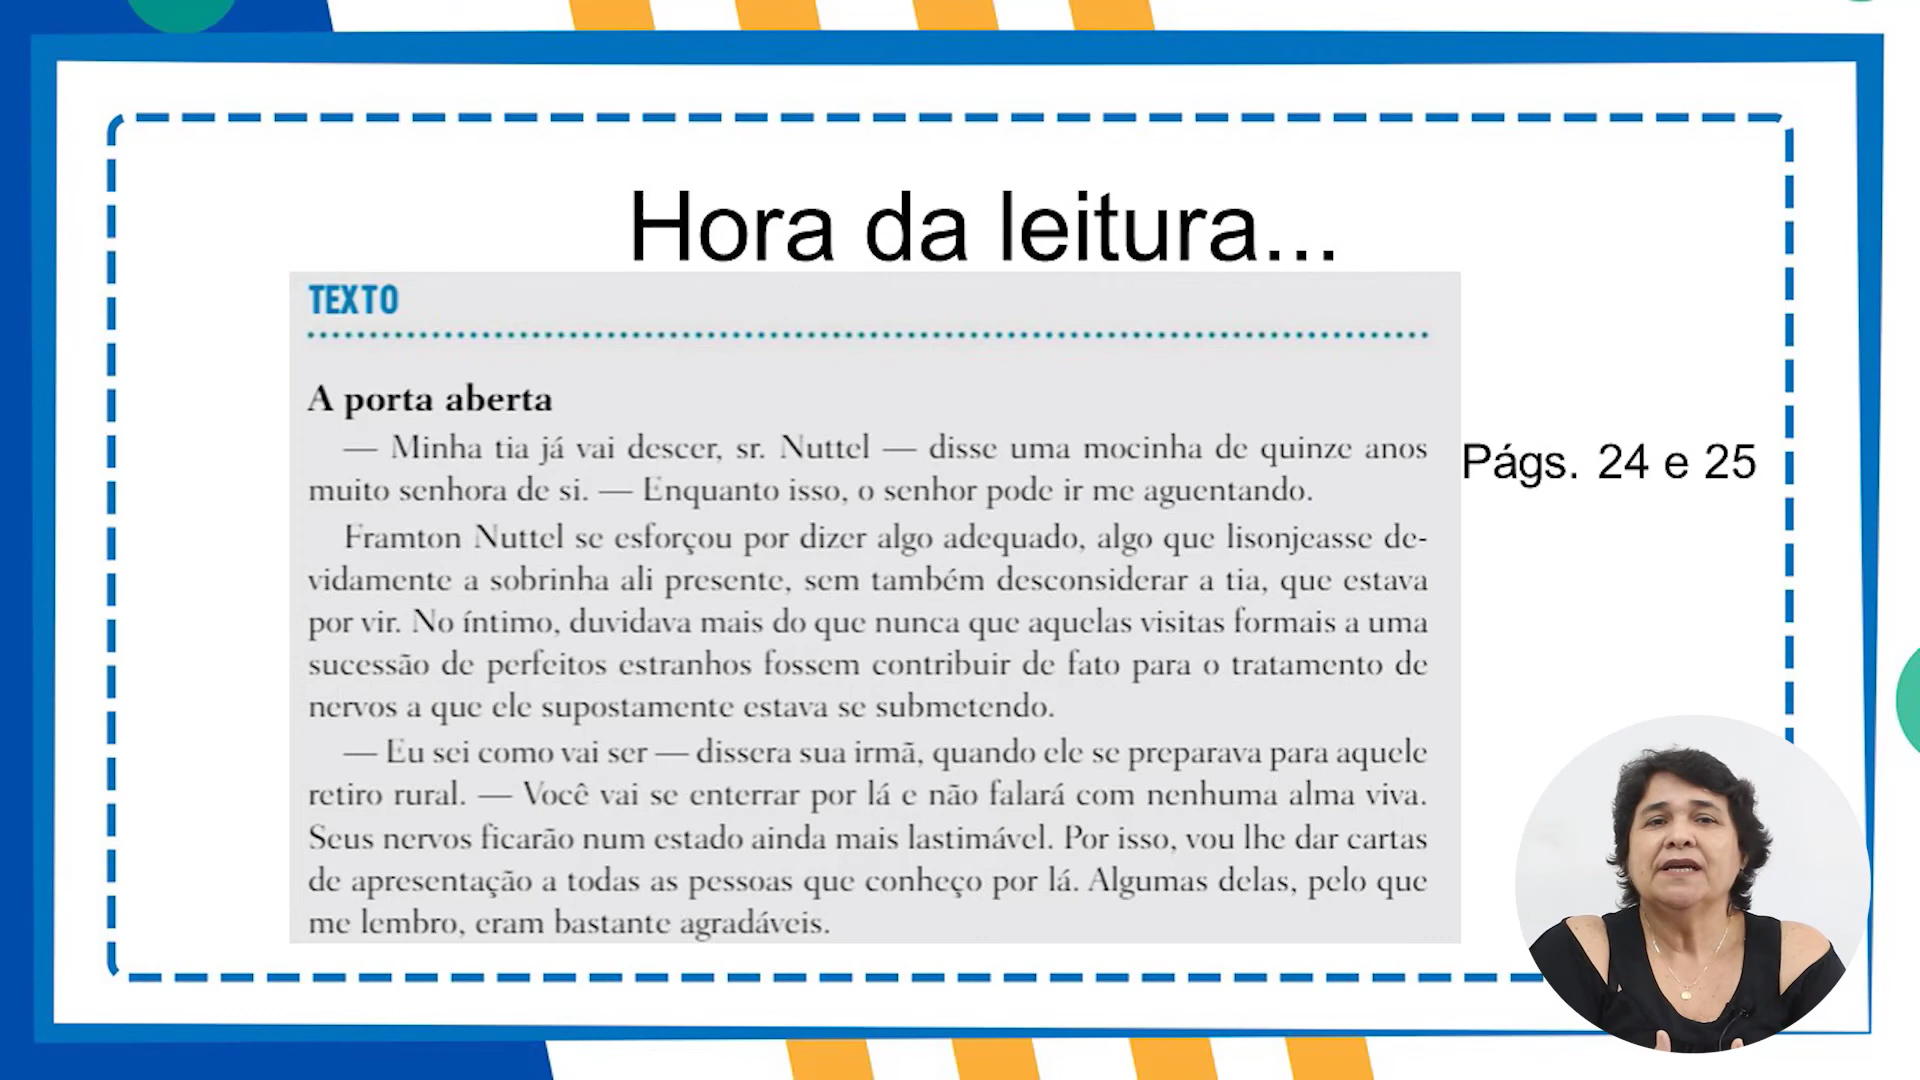 Hora da leitura...
TEXTO
A porta aberta
— Minha tia já vai descer, sr. Nuttel — disse uma mocinha de quinze anos
muito senhora de si. — Enquanto isso, o senhor pode ir me aguentando.
Framton Nuttel se esforçou por dizer algo adequado, algo que lisonjeasse de-
vidamente a sobrinha ali presente, sem também desconsiderar a tia, que estava
por vir. No íntimo, duvidava mais do que nunca que aquelas visitas formais a uma
sucessão de perfeitos estranhos fossem contribuir de fato para o tratamento de
nervos a que ele supostamente estava se submetendo.
— Eu sei como vai ser — dissera sua irmã, quando ele se preparava para aquele
retiro rural. — Você vai se enterrar por lá e não falará com nenhuma alma viva.
Seus nervos ficarão num estado ainda mais lastimável. Por isso, vou lhe dar cartas
de apresentação a todas as pessoas que conheço por lá. Algumas delas, pelo que
me lembro, eram bastante agradáveis.
Págs. 24 e 25